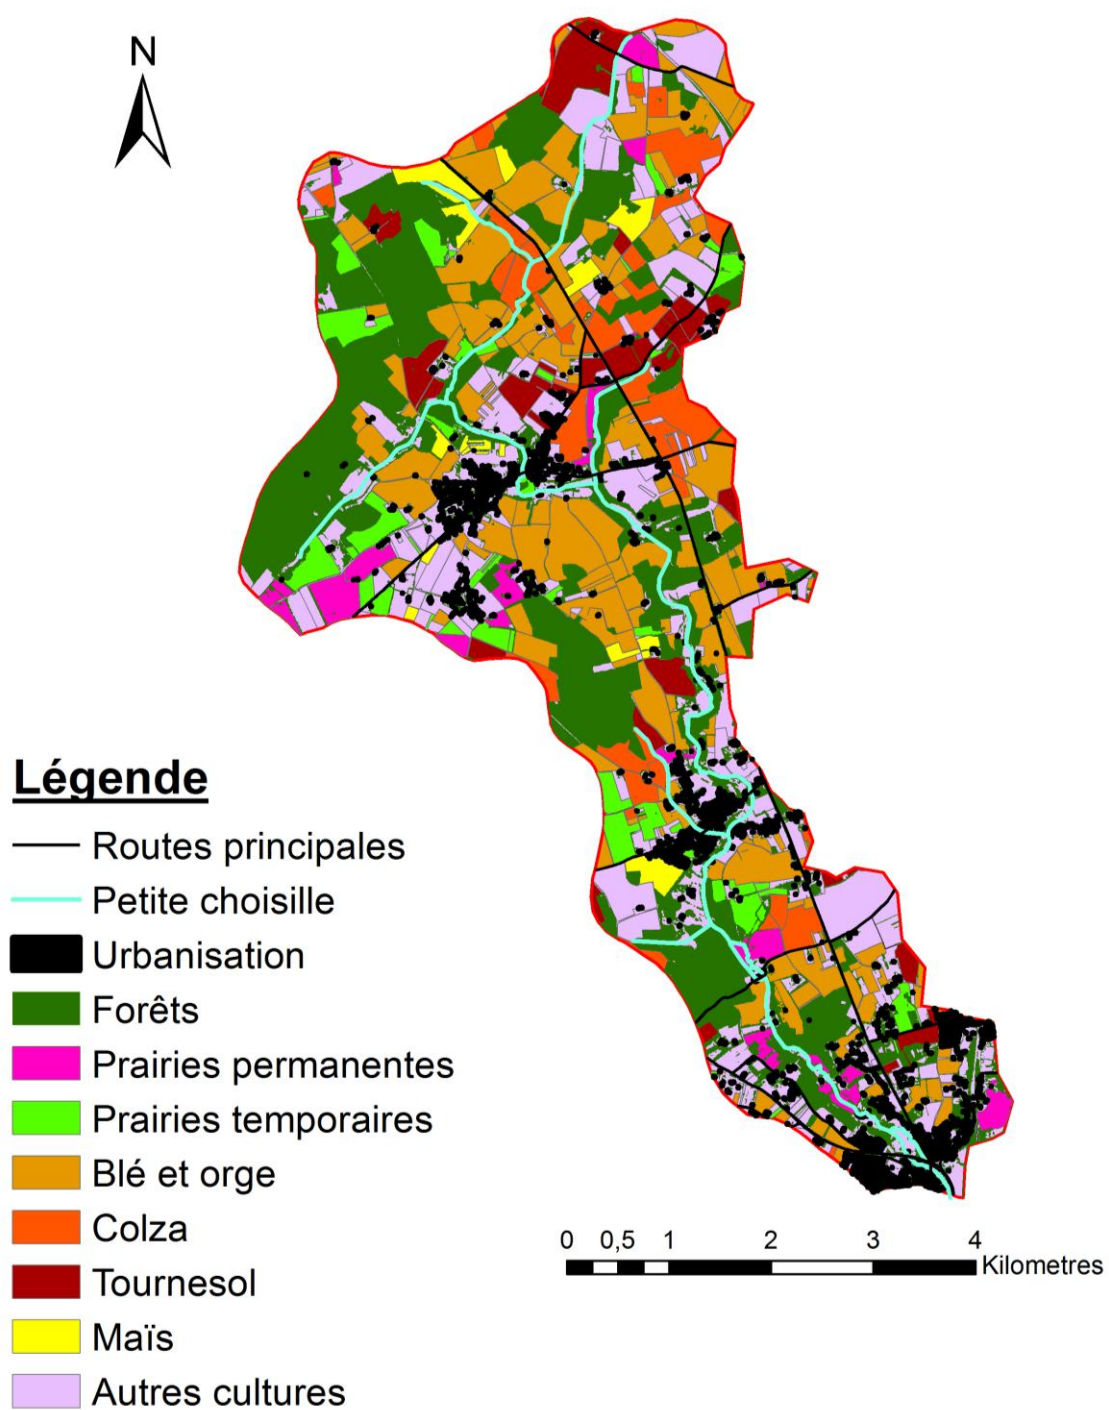 N
Légende
Routes principales
Petite choisille
Urbanisation
Forêts
Prairies permanentes
Prairies temporaires
Blé et orge
Colza
Tournesol
Maïs
Autres cultures
0 0,5 1 2 3 4
Kilometres